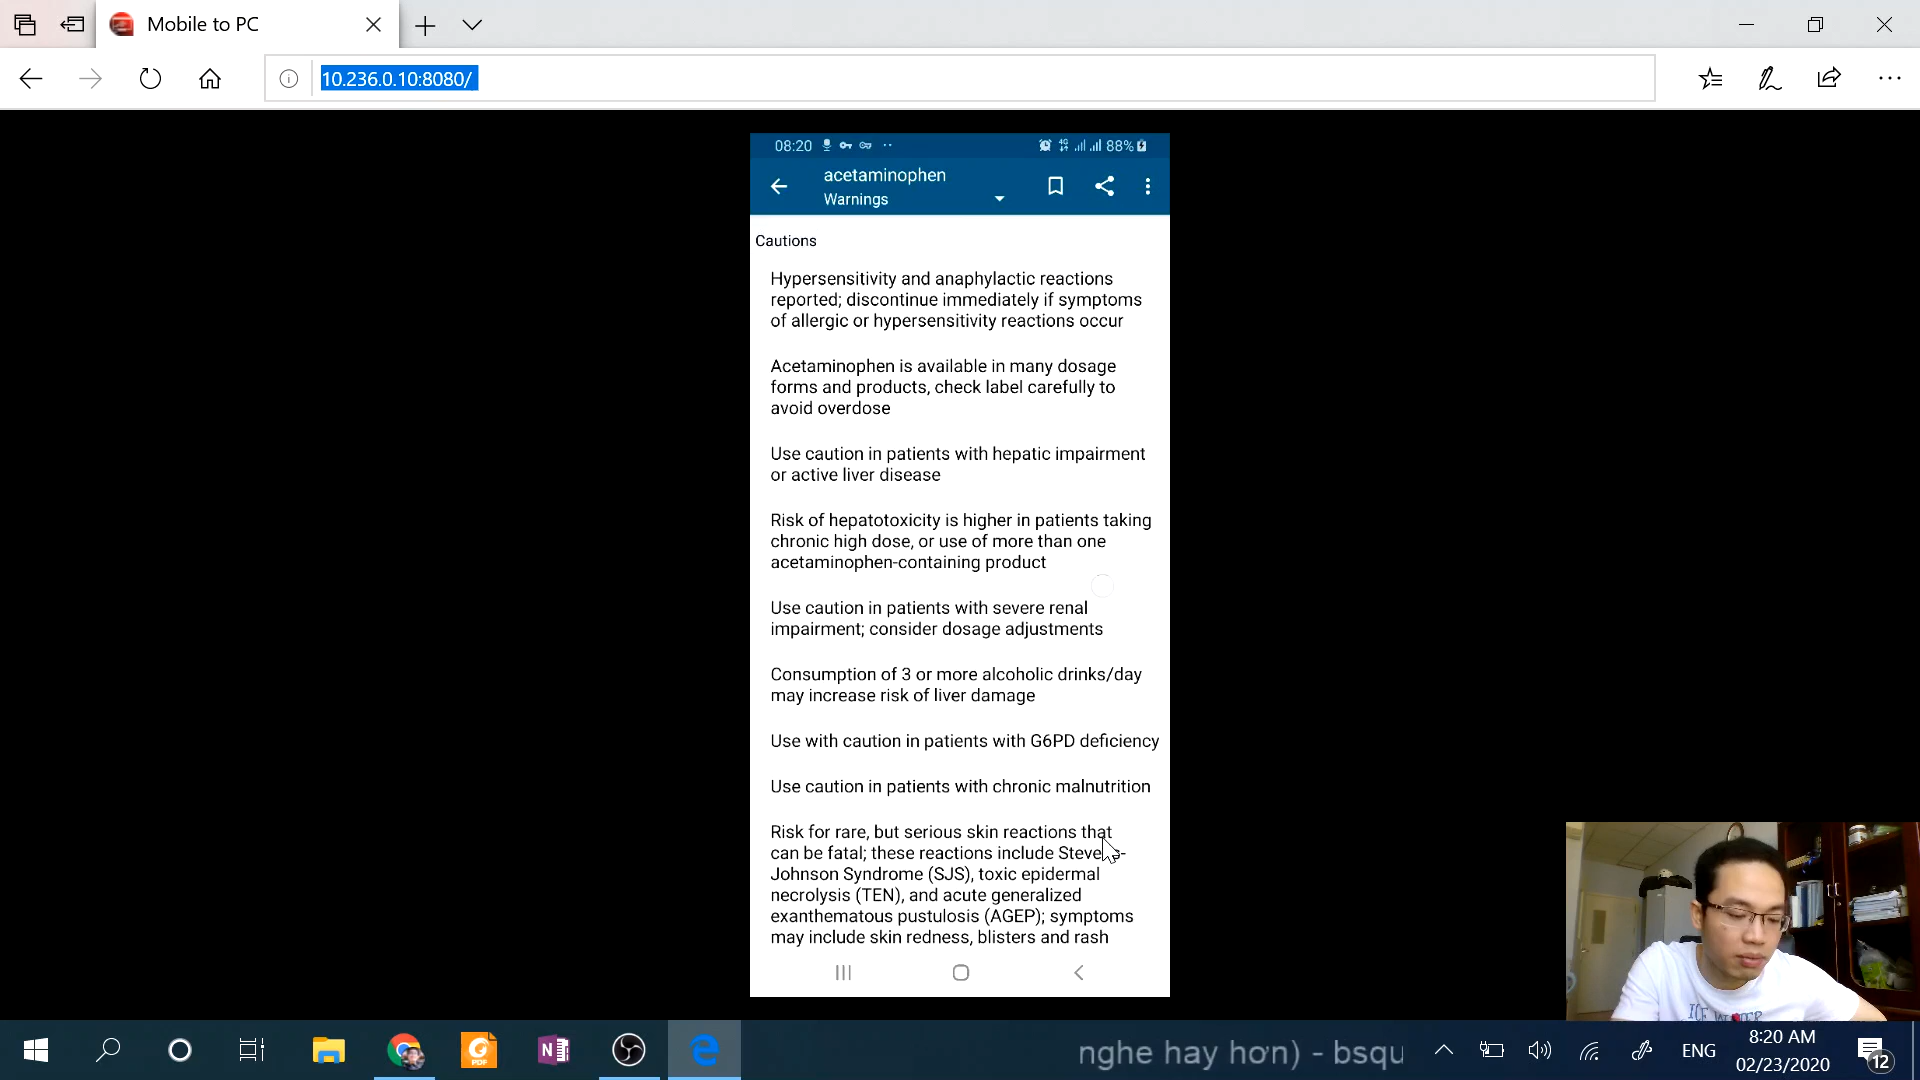 Mobile to PC
10.236.0.10:8080/
08:20
4G
88%
acetaminophen
Warnings
Cautions
Hypersensitivity and anaphylactic reactions
reported; discontinue immediately if symptoms
of allergic or hypersensitivity reactions occur
Acetaminophen is available in many dosage
forms and products, check label carefully to
avoid overdose
Use caution in patients with hepatic impairment
or active liver disease
Risk of hepatotoxicity is higher in patients taking
chronic high dose, or use of more than one
acetaminophen-containing product
Use caution in patients with severe renal
impairment; consider dosage adjustments
Consumption of 3 or more alcoholic drinks/day
may increase risk of liver damage
Use with caution in patients with G6PD deficiency
Use caution in patients with chronic malnutrition
Risk for rare, but serious skin reactions that
can be fatal; these reactions include Stevens-
Johnson Syndrome (SJS), toxic epidermal
necrolysis (TEN), and acute generalized
exanthematous pustulosis (AGEP); symptoms
may include skin redness, blisters and rash
PDF
N
nghe hay hơn) - bsqu
ENG
8:20 AM
02/23/2020
12